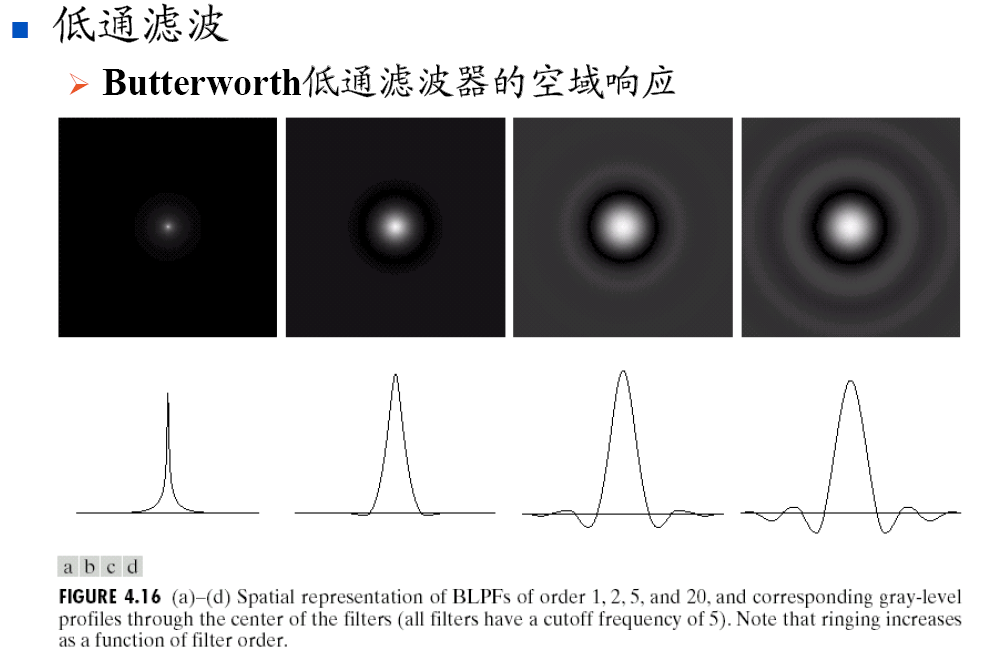 低通滤波
Butterworth低通滤波器的空域响应
a b c d
FIGURE 4.16 (a)–(d) Spatial representation of BLPFs of order 1, 2, 5, and 20, and corresponding gray-level
profiles through the center of the filters (all filters have a cutoff frequency of 5). Note that ringing increases
as a function of filter order.